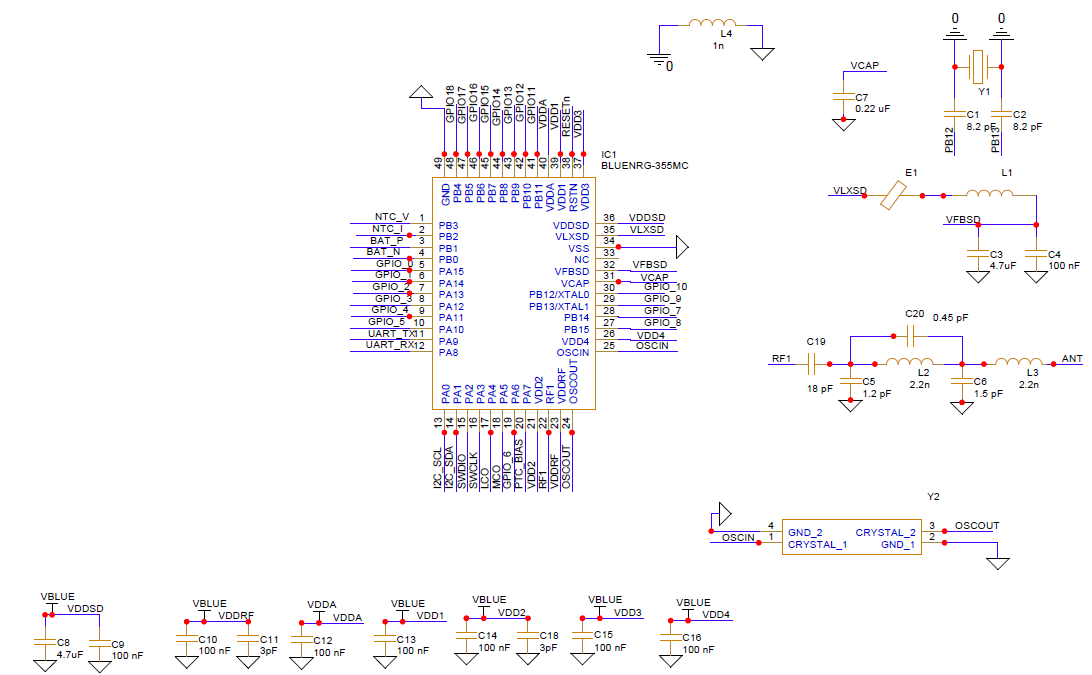 L4
1n
0
0
0
Y1
C1
8.2 pF
C2
8.2 pF
PB12
PB13
VCAP
C7
0.22 uF
IC1
BLUENRG-355MC
GPIO18
GPIO17
GPIO16
GPIO15
GPIO14
GPIO13
GPIO12
GPIO11
VDDA
VDD1
RESETn
VDD3
49 48 47 46 45 44 43 42 41 40 39 38 37
GND PB4 PB5 PB6 PB7 PB8 PB9 PB10 PB11 VDDA VDD1 RSTN VDD3
NTC_V 1 PB3
NTC_I 2 PB2
BAT_P 3 PB1
BAT_N 4 PB0
GPIO_0 5 PA15
GPIO_1 6 PA14
GPIO_2 7 PA13
GPIO_3 8 PA12
GPIO_4 9 PA11
GPIO_5 10 PA10
UART_TX 11 PA9
UART_RX 12 PA8
VDDSD 36 VDDSD
VLXSD 35 VLXSD
VSS 34
NC 33
VFBSD 32 VFBSD
VCAP 31 VCAP
PB12/XTAL0 30 GPIO_10
PB13/XTAL1 29 GPIO_9
PB14 28 GPIO_7
PB15 27 GPIO_8
VDD4 26 VDD4
OSCIN 25 OSCIN
PA0 PA1 PA2 PA3 PA4 PA5 PA6 PA7 VDD2 RF1 VDDRF OSCOUT
13 14 15 16 17 18 19 20 21 22 23 24
I2C_SCL
I2C_SDA
SWDIO
SWCLK
LCO
MCO
GPIO_6
PTC_BIAS
VDD2
RF1
VDDRF
OSCOUT
VLXSD
E1
L1
VFBSD
C3
4.7uF
C4
100 nF
RF1
C19
18 pF
C20
0.45 pF
C5
1.2 pF
L2
2.2n
C6
1.5 pF
L3
2.2n
ANT
Y2
4 GND_2 CRYSTAL_2 3 OSCOUT
OSCIN 1 CRYSTAL_1 GND_1 2
VBLUE
VDDSD
C8
4.7uF
C9
100 nF
VBLUE
VDDRF
C10
100 nF
C11
3pF
VDDA
VDDA
C12
100 nF
VBLUE
VDD1
C13
100 nF
VBLUE
VDD2
C14
100 nF
C18
3pF
VBLUE
VDD3
C15
100 nF
VBLUE
VDD4
C16
100 nF